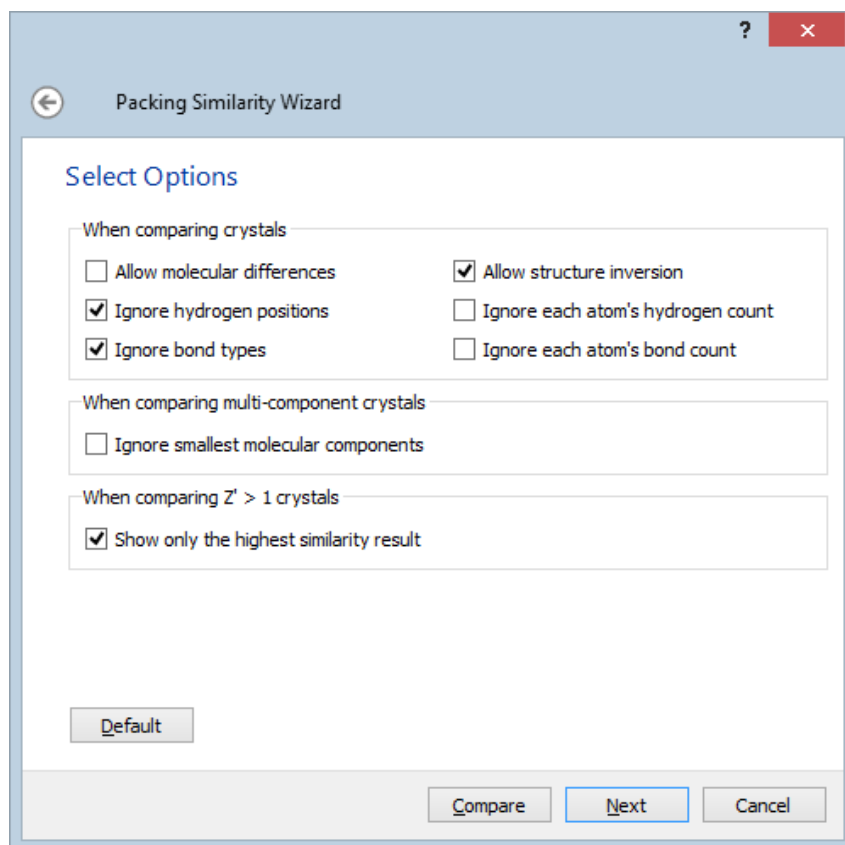 ?
Packing Similarity Wizard
Select Options
When comparing crystals
Allow molecular differences
Allow structure inversion
Ignore hydrogen positions
Ignore each atom's hydrogen count
Ignore bond types
Ignore each atom's bond count
When comparing multi-component crystals
Ignore smallest molecular components
When comparing Z' > 1 crystals
Show only the highest similarity result
Default
Compare
Next
Cancel